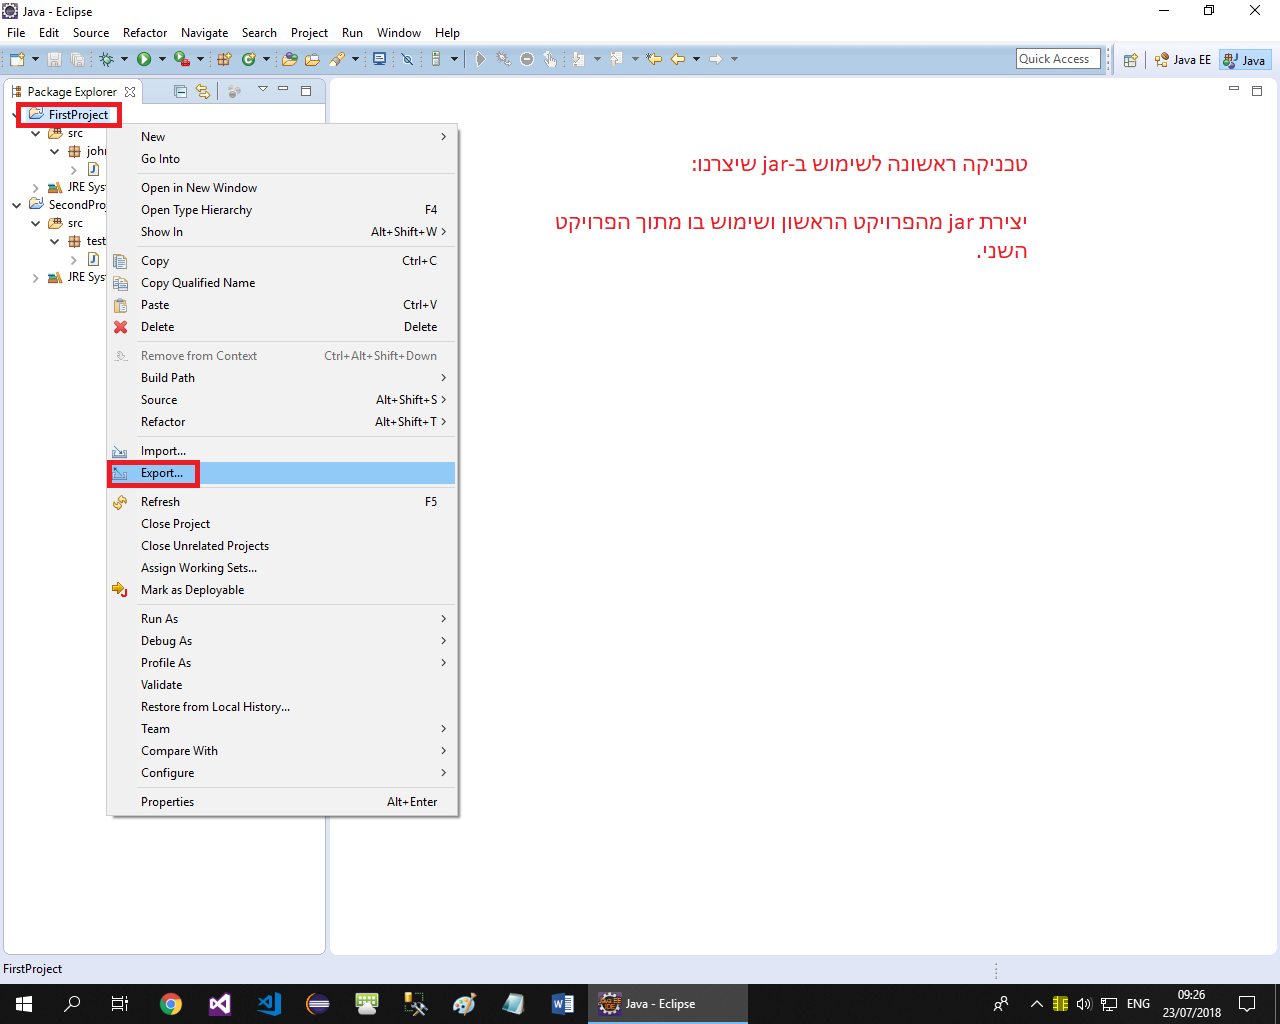 Java - Eclipse
File Edit Source Refactor Navigate Search Project Run Window Help
Quick Access
Java EE
Java
Package Explorer
FirstProject
src
JRE Sys
SecondPro
src
test
JRE Sys
New
Go Into
Open in New Window
Open Type Hierarchy F4
Show In Alt+Shift+W
Copy Ctrl+C
Copy Qualified Name
Paste Ctrl+V
Delete Delete
Remove from Context Ctrl+Alt+Shift+Down
Build Path
Source Alt+Shift+S
Refactor Alt+Shift+T
Import...
Export...
Refresh F5
Close Project
Close Unrelated Projects
Assign Working Sets...
Mark as Deployable
Run As
Debug As
Profile As
Validate
Restore from Local History...
Team
Compare With
Configure
Properties Alt+Enter
טכניקה ראשונה לשימוש ב-jar שיצרנו:
יצירת jar מהפרויקט הראשון ושימוש בו מתוך הפרויקט
השני.
FirstProject
Java - Eclipse
ENG
09:26
23/07/2018